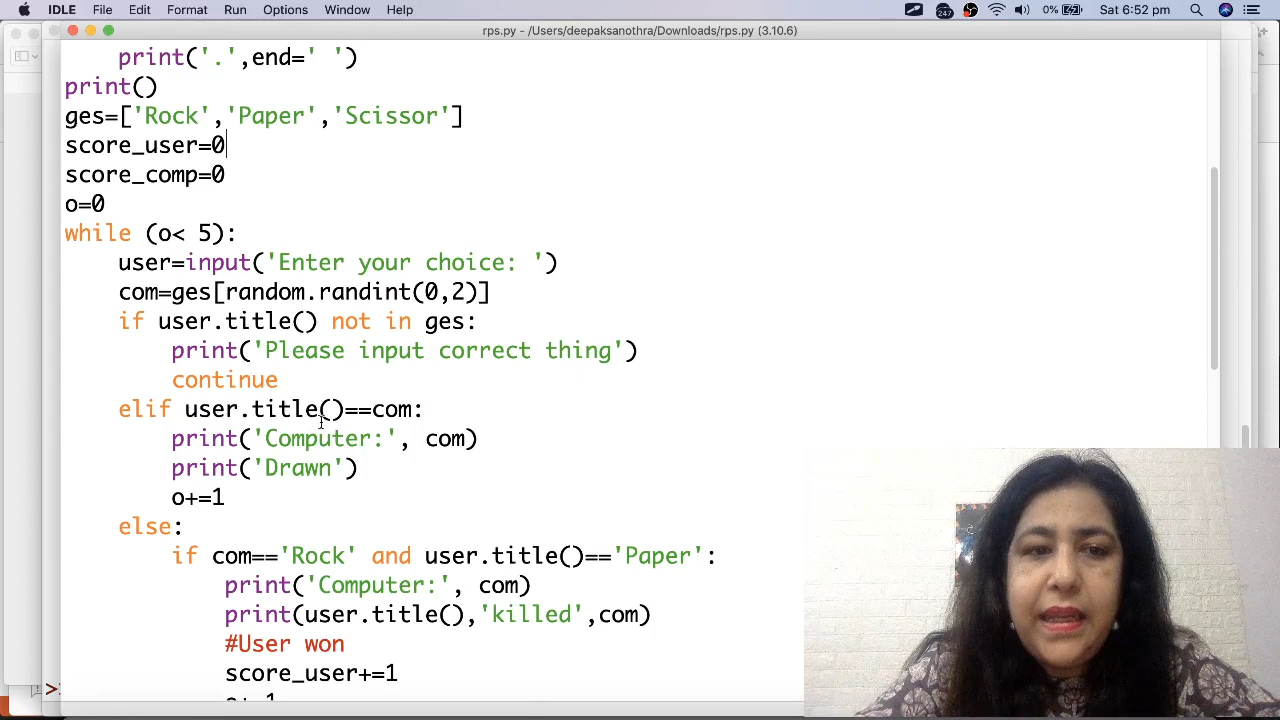 IDLE File Edit Format Run Options Window Help 247 0% Sat 6:52 pm
rps.py - /Users/deepaksanothra/Downloads/rps.py (3.10.6)
print('.',end=' ')
print()
ges=['Rock','Paper','Scissor']
score_user=0
score_comp=0
o=0
while (o< 5):
user=input('Enter your choice: ')
com=ges[random.randint(0,2)]
if user.title() not in ges:
print('Please input correct thing')
continue
elif user.title()==com:
print('Computer:', com)
print('Drawn')
o+=1
else:
if com=='Rock' and user.title()=='Paper':
print('Computer:', com)
print(user.title(),'killed',com)
#User won
score_user+=1